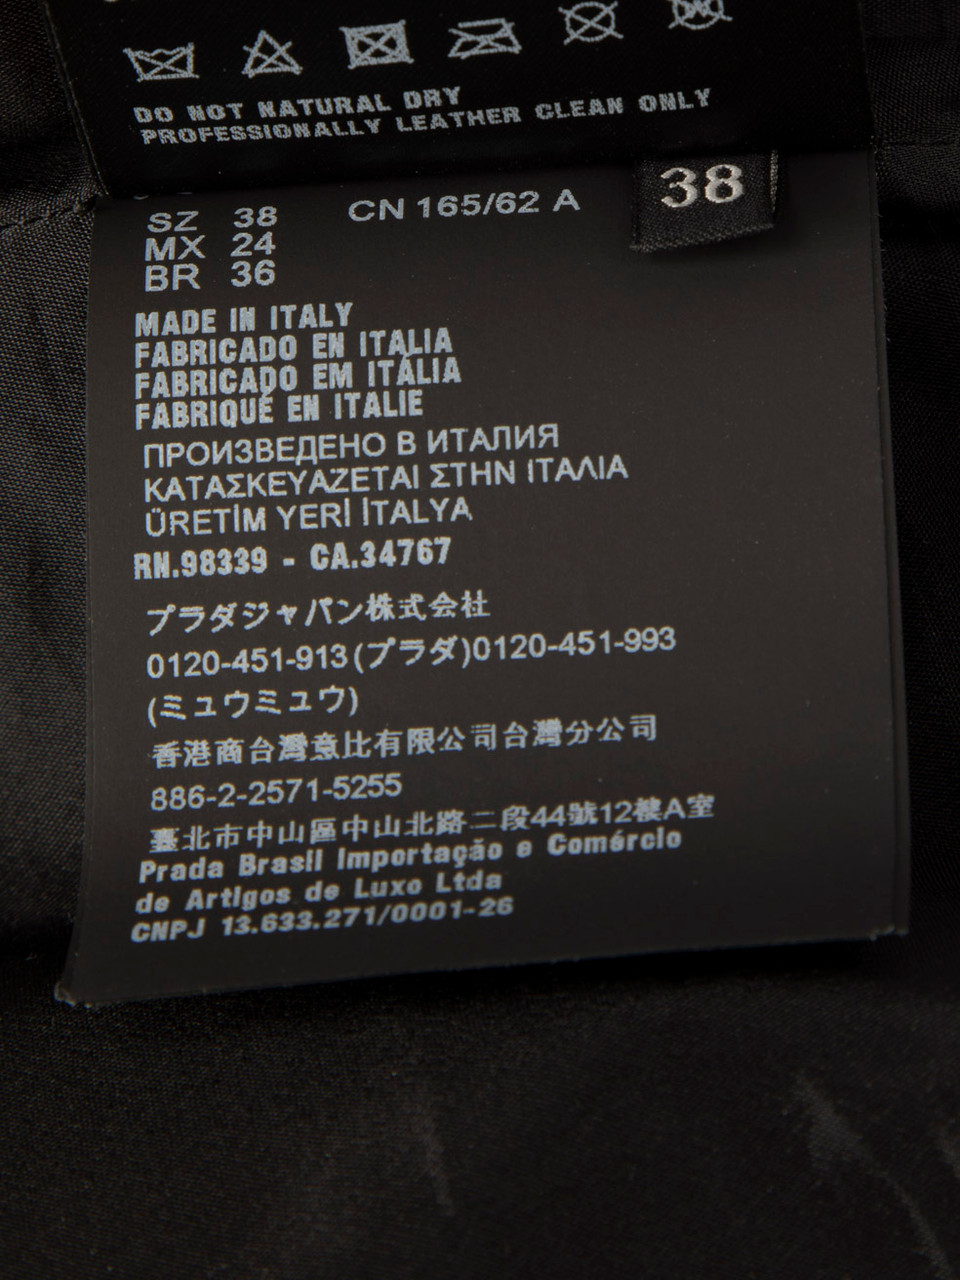 DO NOT NATURAL DRY
PROFESSIONALLY LEATHER CLEAN ONLY
38
SZ 38 CN 165/62 A
MX 24
BR 36
MADE IN ITALY
FABRICADO EN ITALIA
FABRICADO EM ITÁLIA
FABRIQUÉ EN ITALIE
ПРОИЗВЕДЕНО В ИТАЛИЯ
ΚΑΤΑΣΚΕΥΑΖΕΤΑΙ ΣΤΗΝ ΙΤΑΛΙΑ
ÜRETİM YERİ İTALYA
RN.98339 - CA.34767
プラダジャパン株式会社
0120-451-913(プラダ)0120-451-993
(ミュウミュウ)
香港商台灣意比有限公司台灣分公司
886-2-2571-5255
臺北市中山區中山北路二段44號12樓A室
Prada Brasil Importação e Comércio
de Artigos de Luxo Ltda
CNPJ 13.633.271/0001-26